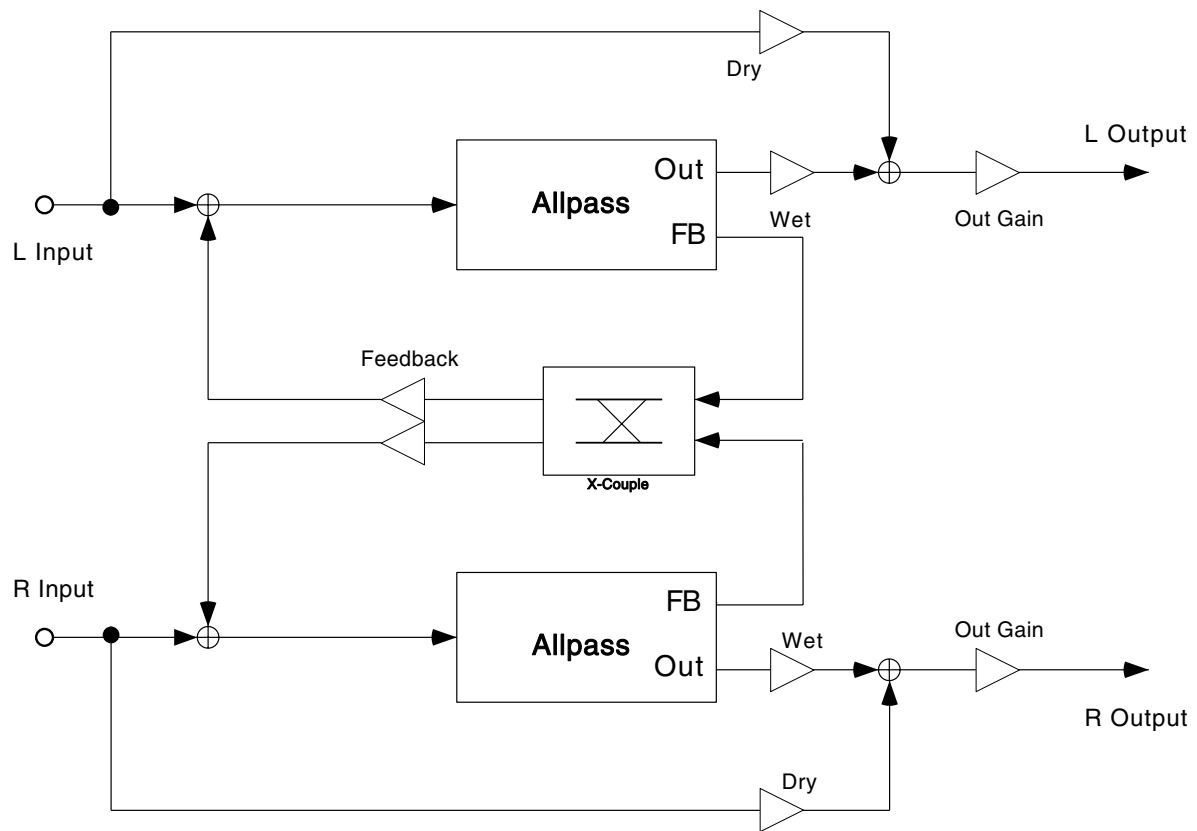 Dry
L Output
Out
Allpass
Wet
Out Gain
FB
L Input
Feedback
X-Couple
R Input
FB
Out Gain
Wet
Allpass
Out
R Output
Dry